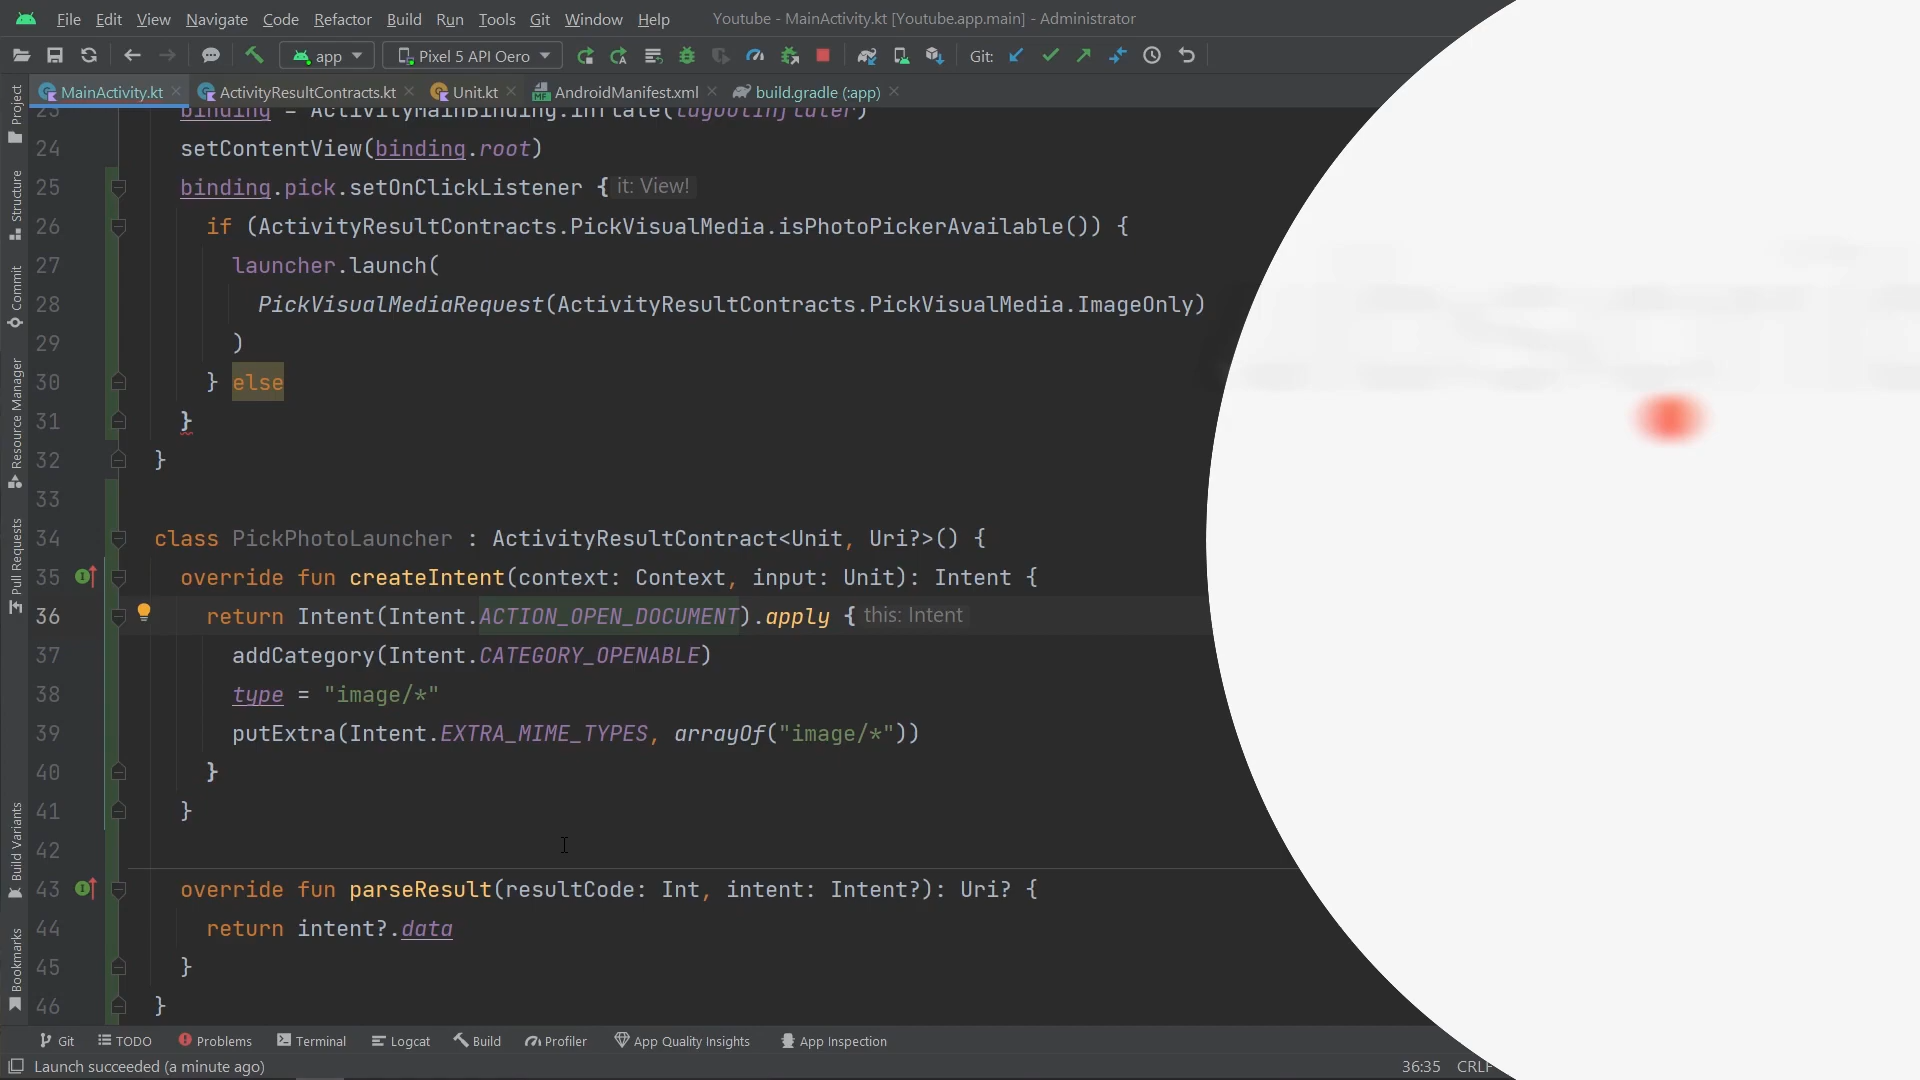 File Edit View Navigate Code Refactor Build Run Tools Git Window Help Youtube - MainActivity.kt [Youtube.app.main] - Administrator
app Pixel 5 API Oero Git:
MainActivity.kt ActivityResultContracts.kt Unit.kt AndroidManifest.xml build.gradle (:app)
23 binding = ActivityMainBinding.inflate(layoutInflater)
24 setContentView(binding.root)
25 binding.pick.setOnClickListener { it: View!
26 if (ActivityResultContracts.PickVisualMedia.isPhotoPickerAvailable()) {
27 launcher.launch(
28 PickVisualMediaRequest(ActivityResultContracts.PickVisualMedia.ImageOnly)
29 )
30 } else
31 }
32 }
33
34 class PickPhotoLauncher : ActivityResultContract<Unit, Uri?>() {
35 override fun createIntent(context: Context, input: Unit): Intent {
36 return Intent(Intent.ACTION_OPEN_DOCUMENT).apply { this: Intent
37 addCategory(Intent.CATEGORY_OPENABLE)
38 type = "image/*"
39 putExtra(Intent.EXTRA_MIME_TYPES, arrayOf("image/*"))
40 }
41 }
42
43 override fun parseResult(resultCode: Int, intent: Intent?): Uri? {
44 return intent?.data
45 }
46 }
Project
Structure
Commit
Resource Manager
Pull Requests
Build Variants
Bookmarks
Git TODO Problems Terminal Logcat Build Profiler App Quality Insights App Inspection
Launch succeeded (a minute ago) 36:35 CRLF